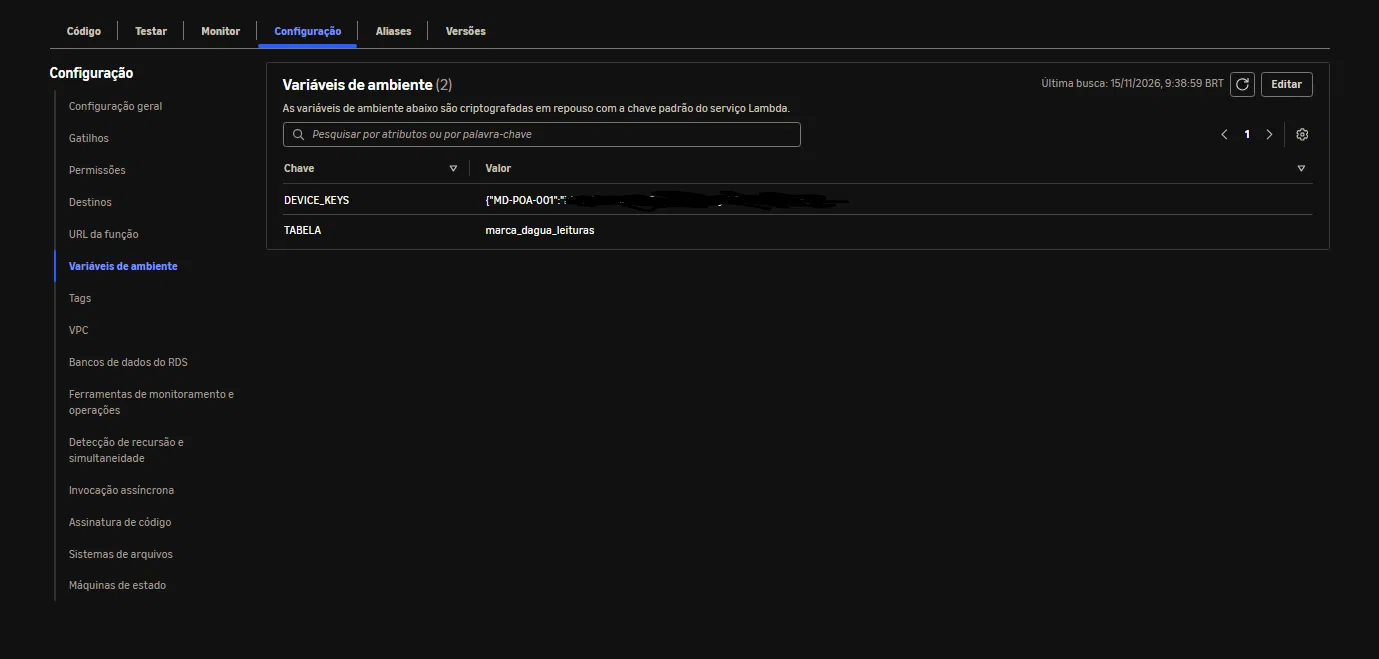 Código Testar Monitor Configuração Aliases Versões
Configuração
Configuração geral
Gatilhos
Permissões
Destinos
URL da função
Variáveis de ambiente
Tags
VPC
Bancos de dados do RDS
Ferramentas de monitoramento e
operações
Detecção de recursão e
simultaneidade
Invocação assíncrona
Assinatura de código
Sistemas de arquivos
Máquinas de estado
Variáveis de ambiente (2)
Última busca: 15/11/2026, 9:38:59 BRT
Editar
As variáveis de ambiente abaixo são criptografadas em repouso com a chave padrão do serviço Lambda.
Pesquisar por atributos ou por palavra-chave
1
Chave Valor
DEVICE_KEYS {"MD-POA-001":"
TABELA marca_dagua_leituras